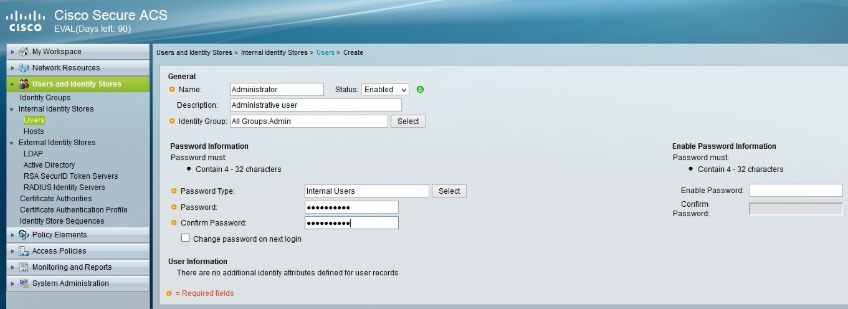 Cisco Secure ACS
CISCO
EVAL(Days left: 90)
My Workspace
Network Resources
Users and Identity Stores
Identity Groups
Internal Identity Stores
Users
Hosts
External Identity Stores
LDAP
Active Directory
RSA SecurID Token Servers
RADIUS Identity Servers
Certificate Authorities
Certificate Authentication Profile
Identity Store Sequences
Policy Elements
Access Policies
Monitoring and Reports
System Administration
Users and Identity Stores > Internal Identity Stores > Users > Create
General
Name: Administrator Status: Enabled
Description: Administrative user
Identity Group: All Groups:Admin Select
Password Information
Password must:
• Contain 4 - 32 characters
Password Type: Internal Users Select
Password: ••••••••••
Confirm Password: ••••••••••
Change password on next login
Enable Password Information
Password must:
• Contain 4 - 32 characters
Enable Password:
Confirm
Password:
User Information
There are no additional identity attributes defined for user records
= Required fields